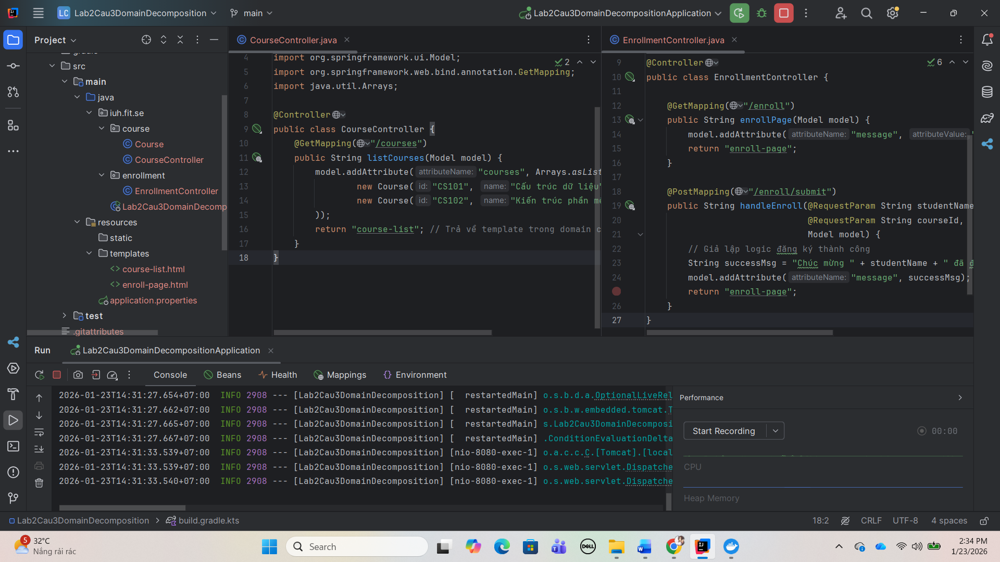 LC Lab2Cau3DomainDecomposition
main
Lab2Cau3DomainDecompositionApplication
Project
src
main
java
iuh.fit.se
course
Course
CourseController
enrollment
EnrollmentController
Lab2Cau3DomainDecomp
resources
static
templates
course-list.html
enroll-page.html
application.properties
test
.gitattributes
CourseController.java
2
4 import org.springframework.ui.Model;
5 import org.springframework.web.bind.annotation.GetMapping;
6 import java.util.Arrays;
7
8 @Controller
9 public class CourseController {
10 @GetMapping("/courses")
11 public String listCourses(Model model) {
12 model.addAttribute( attributeName: "courses", Arrays.asList
13 new Course( id: "CS101", name: "Cấu trúc dữ liệu"
14 new Course( id: "CS102", name: "Kiến trúc phần mề
15 ));
16 return "course-list"; // Trả về template trong domain c
17 }
18 }
EnrollmentController.java
6
9 @Controller
10 public class EnrollmentController {
11
12 @GetMapping("/enroll")
13 public String enrollPage(Model model) {
14 model.addAttribute( attributeName: "message", attributeValue: "
15 return "enroll-page";
16 }
17
18 @PostMapping("/enroll/submit")
19 public String handleEnroll(@RequestParam String studentName
20 @RequestParam String courseId,
21 Model model) {
22 // Giả lập logic đăng ký thành công
23 String successMsg = "Chúc mừng " + studentName + " đã đ
24 model.addAttribute( attributeName: "message", successMsg);
return "enroll-page";
26 }
27 }
Run
Lab2Cau3DomainDecompositionApplication
Console
Beans
Health
Mappings
Environment
2026-01-23T14:31:27.654+07:00 INFO 2908 --- [Lab2Cau3DomainDecomposition] [ restartedMain] o.s.b.d.a.OptionalLiveRel
2026-01-23T14:31:27.662+07:00 INFO 2908 --- [Lab2Cau3DomainDecomposition] [ restartedMain] o.s.b.w.embedded.tomcat.T
2026-01-23T14:31:27.665+07:00 INFO 2908 --- [Lab2Cau3DomainDecomposition] [ restartedMain] s.Lab2Cau3DomainDecomposi
2026-01-23T14:31:27.667+07:00 INFO 2908 --- [Lab2Cau3DomainDecomposition] [ restartedMain] .ConditionEvaluationDelta
2026-01-23T14:31:33.539+07:00 INFO 2908 --- [Lab2Cau3DomainDecomposition] [nio-8080-exec-1] o.a.c.c.C.[Tomcat].[local
2026-01-23T14:31:33.539+07:00 INFO 2908 --- [Lab2Cau3DomainDecomposition] [nio-8080-exec-1] o.s.web.servlet.Dispatche
2026-01-23T14:31:33.540+07:00 INFO 2908 --- [Lab2Cau3DomainDecomposition] [nio-8080-exec-1] o.s.web.servlet.Dispatche
Performance
Start Recording
00:00
CPU
Heap Memory
Lab2Cau3DomainDecomposition > build.gradle.kts
18:2 CRLF UTF-8 4 spaces
5
32°C
Nắng rải rác
Search
DELL
2:34 PM
1/23/2026